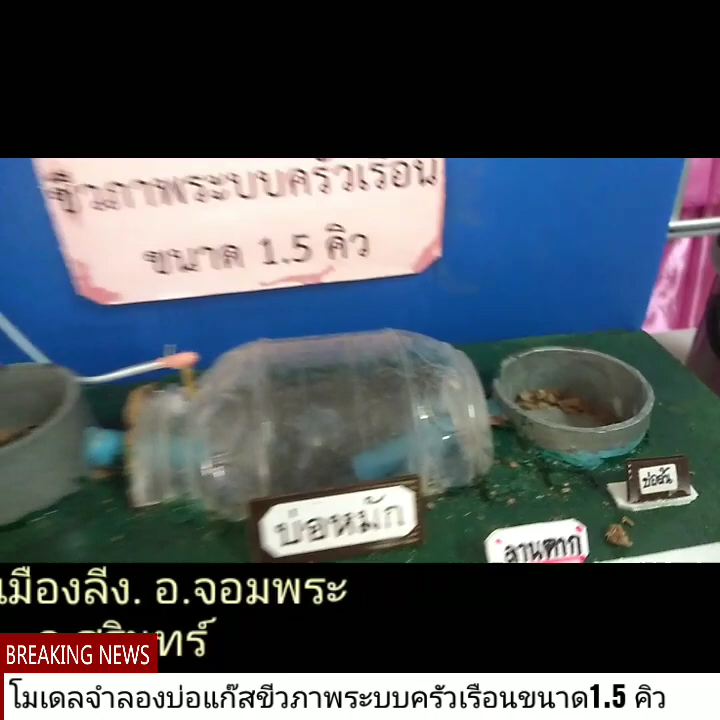 ชีวภาพระบบครัวเรือน
ขนาด 1.5 คิว
บ่อหมัก
บ่อล้น
ลานตาก
เมืองลีง. อ.จอมพระ
BREAKING NEWS
โมเดลจำลองบ่อแก๊สชีวภาพระบบครัวเรือนขนาด1.5 คิว